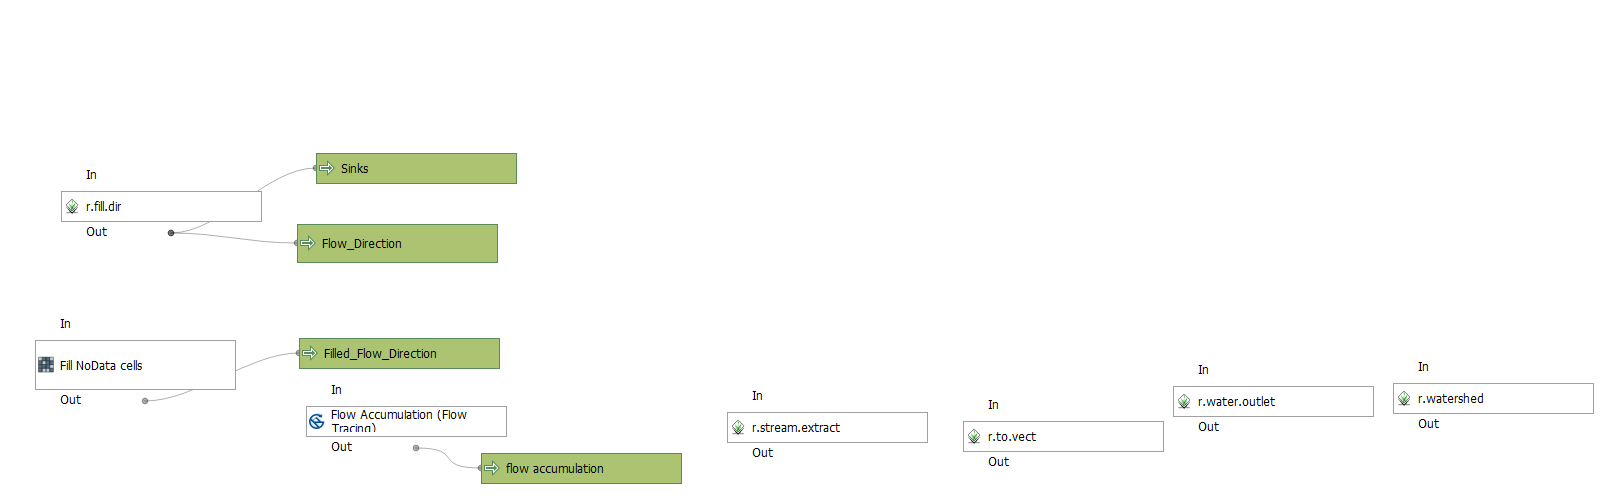 In
r.fill.dir
Out
Sinks
Flow_Direction
In
Fill NoData cells
Out
Filled_Flow_Direction
In
Flow Accumulation (Flow
Tracing)
Out
flow accumulation
In
r.stream.extract
Out
In
r.to.vect
Out
In
r.water.outlet
Out
In
r.watershed
Out